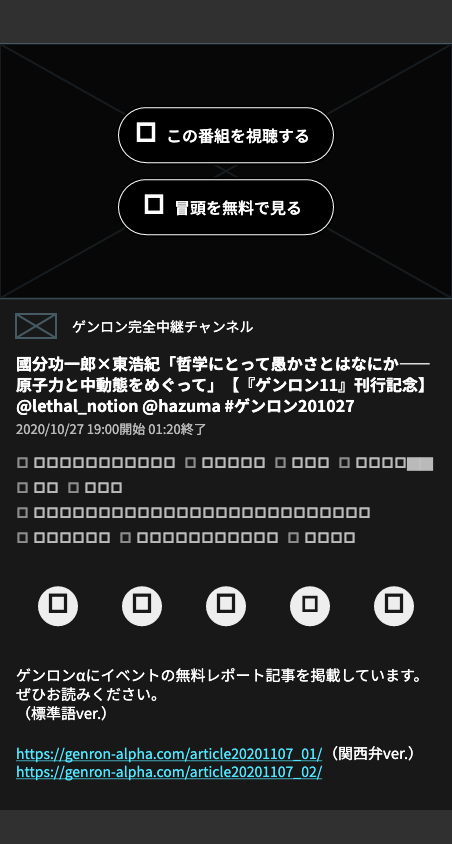 この番組を視聴する
冒頭を無料で見る
ゲンロン完全中継チャンネル
國分功一郎×東浩紀「哲学にとって愚かさとはなにか——
原子力と中動態をめぐって」【『ゲンロン11』刊行記念】
@lethal_notion @hazuma #ゲンロン201027
2020/10/27 19:00開始 01:20終了
ゲンロンαにイベントの無料レポート記事を掲載しています。
ぜひお読みください。
（標準語ver.）
https://genron-alpha.com/article20201107_01/（関西弁ver.）
https://genron-alpha.com/article20201107_02/